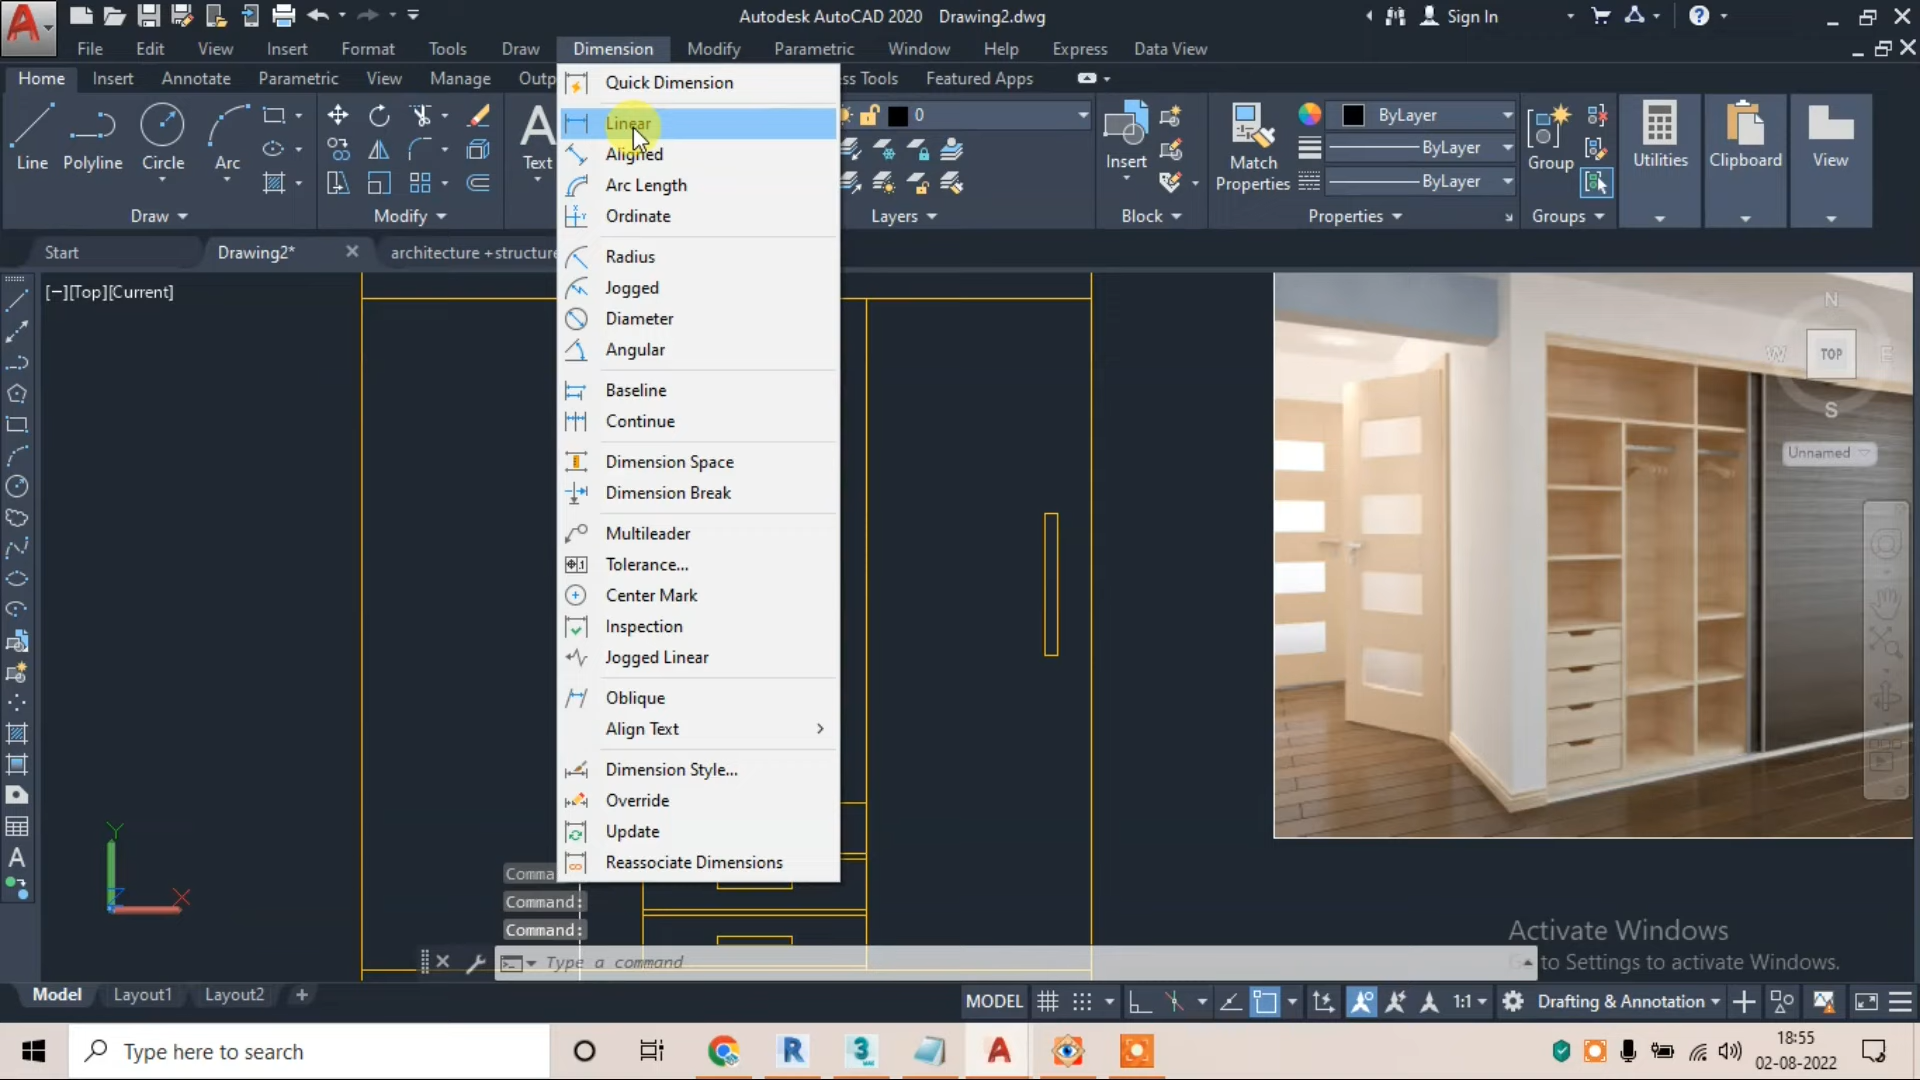 Autodesk AutoCAD 2020 Drawing2.dwg
Sign In
File Edit View Insert Format Tools Draw Dimension Modify Parametric Window Help Express Data View
Home Insert Annotate Parametric View Manage Outp ss Tools Featured Apps
Line Polyline Circle Arc
Text
0
Insert
Match Properties
ByLayer
ByLayer
ByLayer
Group
Utilities
Clipboard
View
Draw Modify Layers Block Properties Groups
Start Drawing2* architecture +structure
[−][Top][Current]
Quick Dimension
Linear
Aligned
Arc Length
Ordinate
Radius
Jogged
Diameter
Angular
Baseline
Continue
Dimension Space
Dimension Break
Multileader
Tolerance...
Center Mark
Inspection
Jogged Linear
Oblique
Align Text
Dimension Style...
Override
Update
Reassociate Dimensions
N
W TOP E
S
Unnamed
Y
X
Comma
Command:
Command:
Type a command
Activate Windows
to Settings to activate Windows.
Model Layout1 Layout2 +
MODEL 1:1 Drafting & Annotation
Type here to search
18:55
02-08-2022